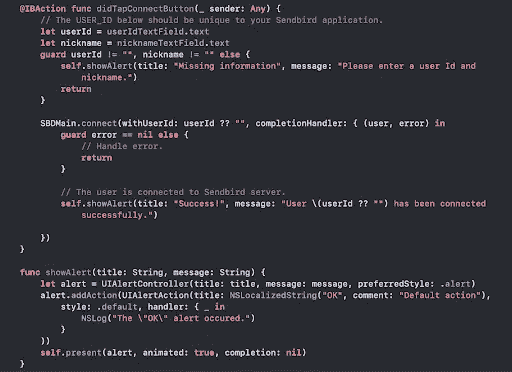 @IBAction func didTapConnectButton(_ sender: Any) {
// The USER_ID below should be unique to your Sendbird application.
let userId = userIdTextField.text
let nickname = nicknameTextField.text
guard userId != "", nickname != "" else {
self.showAlert(title: "Missing information", message: "Please enter a user Id and
nickname.")
return
}
SBDMain.connect(withUserId: userId ?? "", completionHandler: { (user, error) in
guard error == nil else {
// Handle error.
return
}
// The user is connected to Sendbird server.
self.showAlert(title: "Success!", message: "User \(userId ?? "") has been connected
successfully.")
})
}
func showAlert(title: String, message: String) {
let alert = UIAlertController(title: title, message: message, preferredStyle: .alert)
alert.addAction(UIAlertAction(title: NSLocalizedString("OK", comment: "Default action"),
style: .default, handler: { _ in
NSLog("The \"OK\" alert occured.")
}
))
self.present(alert, animated: true, completion: nil)
}